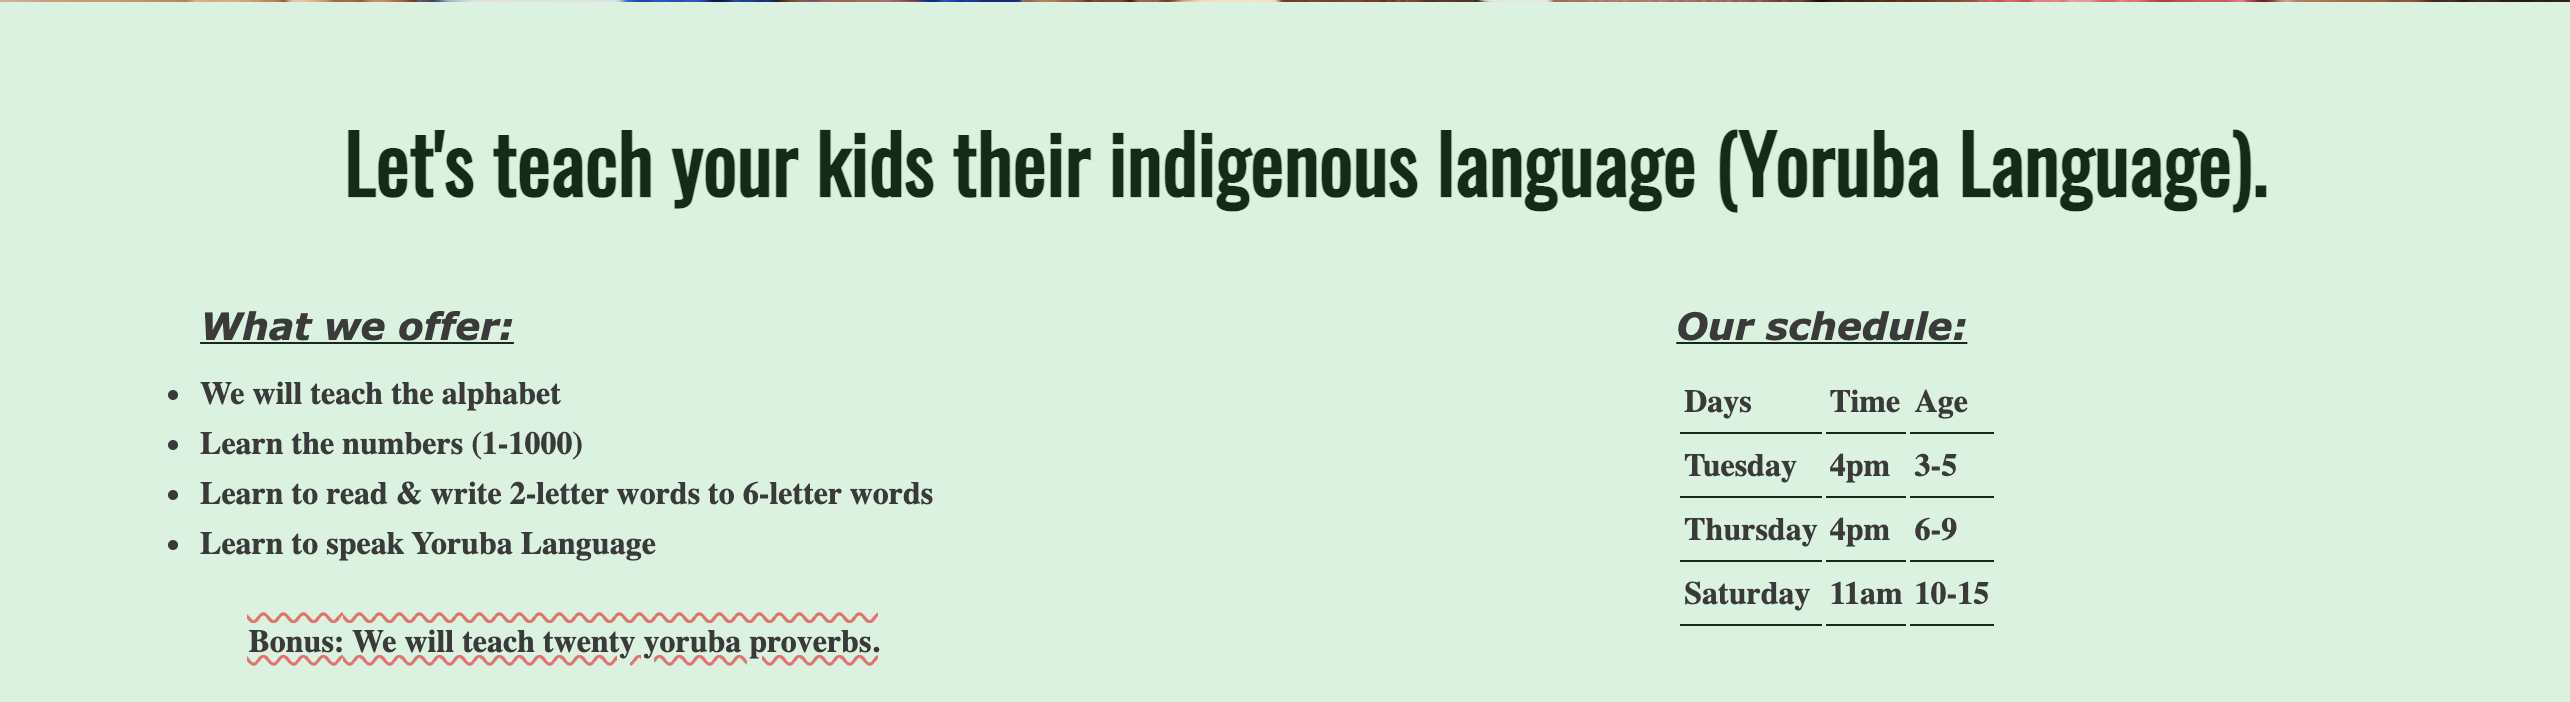 Let's teach your kids their indigenous language (Yoruba Language).
What we offer:
We will teach the alphabet
Learn the numbers (1-1000)
Learn to read & write 2-letter words to 6-letter words
Learn to speak Yoruba Language
Bonus: We will teach twenty yoruba proverbs.
Our schedule:
Days Time Age
Tuesday 4pm 3-5
Thursday 4pm 6-9
Saturday 11am 10-15